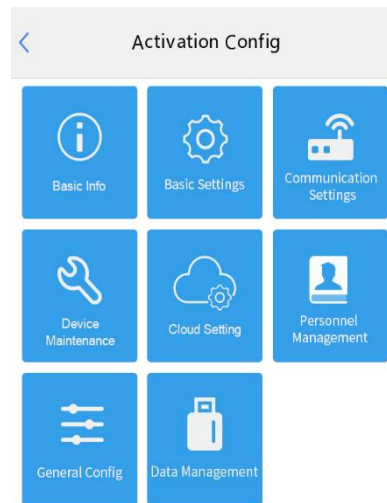 Activation Config
Basic Info
Basic Settings
Communication
Settings
Device
Maintenance
Cloud Setting
Personnel
Management
General Config
Data Management